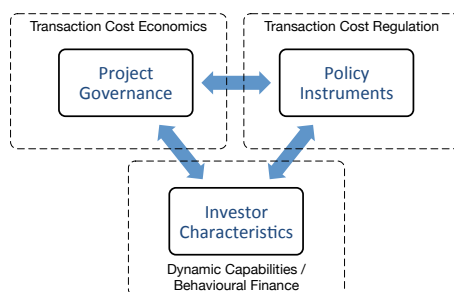 Transaction Cost Economics
Transaction Cost Regulation
Project
Governance
Policy
Instruments
Investor
Characteristics
Dynamic Capabilities /
Behavioural Finance